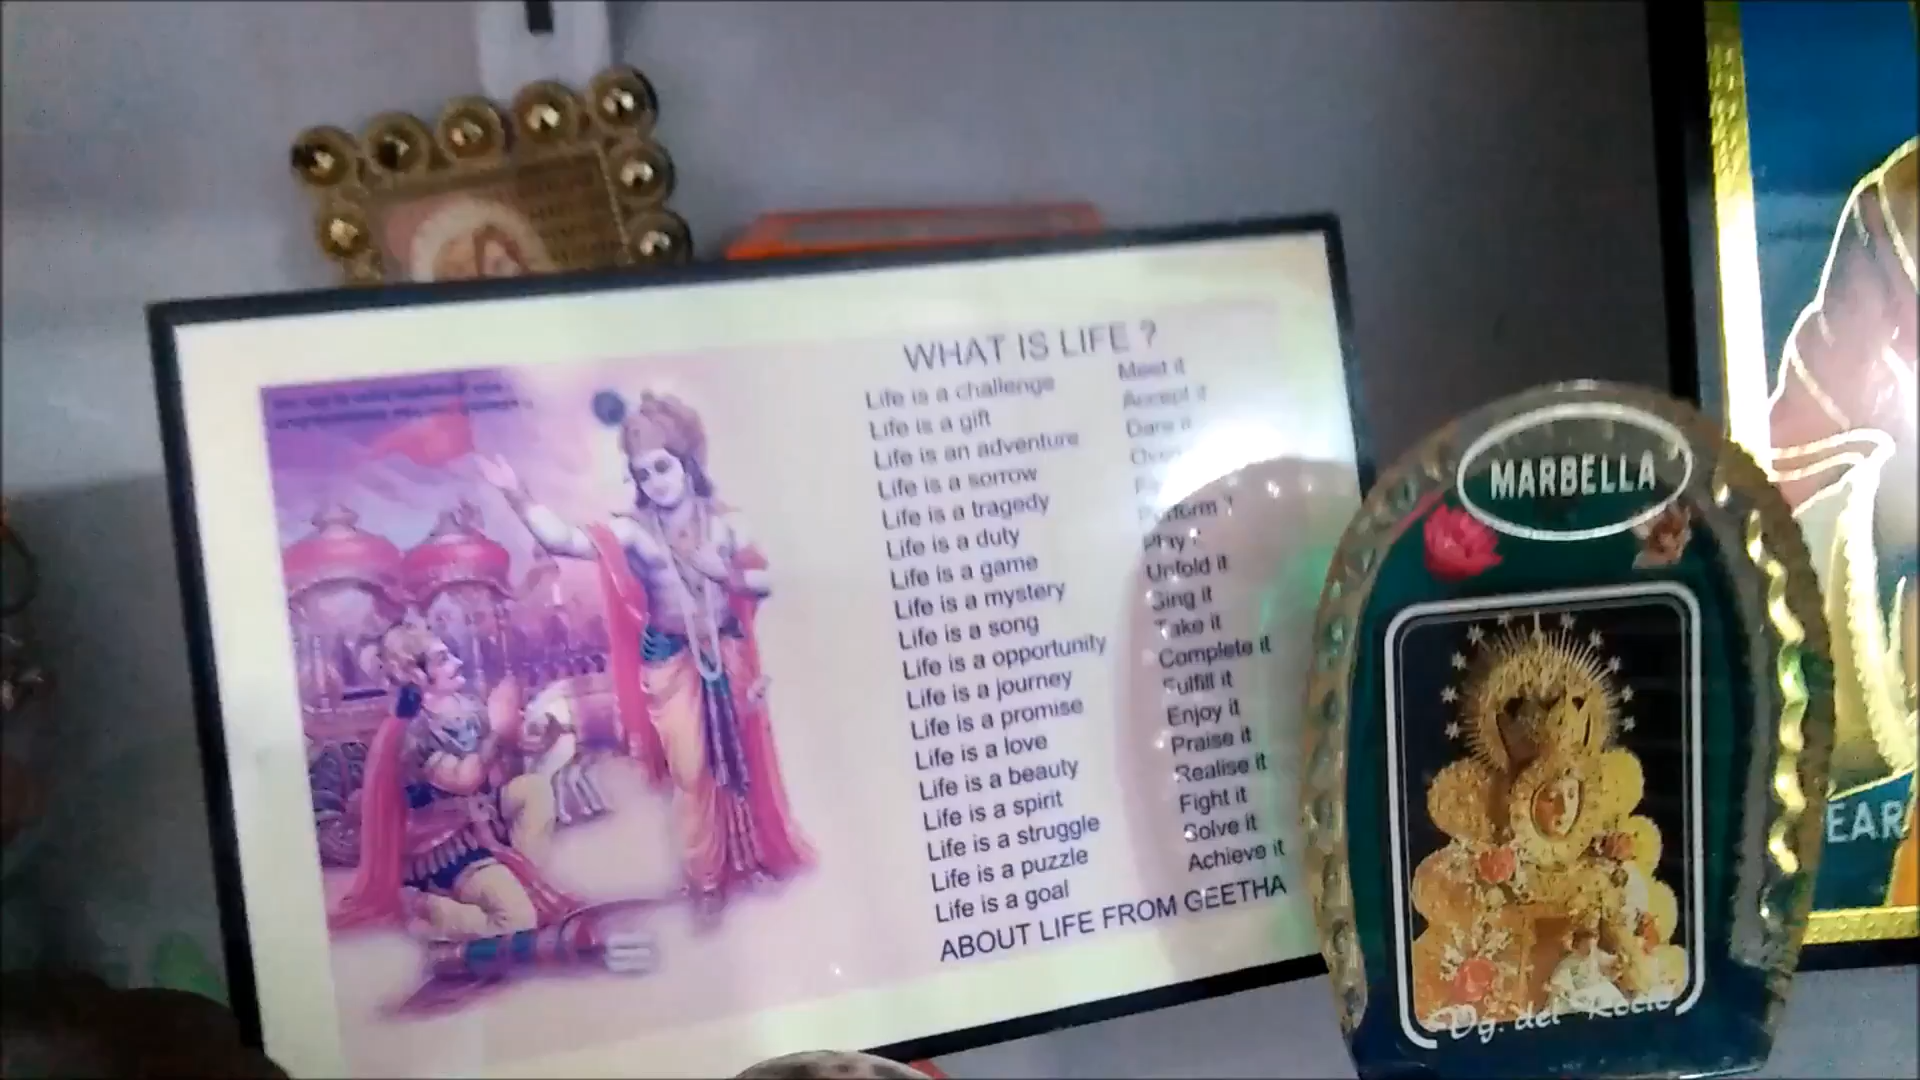 WHAT IS LIFE ?
Life is a challenge Meet it
Life is a gift Accept it
Life is an adventure Dare it
Life is a sorrow
Life is a tragedy
Life is a duty Perform it
Life is a game Play it
Life is a mystery Unfold it
Life is a song Sing it
Life is a opportunity Take it
Life is a journey Complete it
Life is a promise Fulfill it
Life is a love Enjoy it
Life is a beauty Praise it
Life is a spirit Realise it
Life is a struggle Fight it
Life is a puzzle Solve it
Life is a goal Achieve it
ABOUT LIFE FROM GEETHA
MARBELLA
Vg. del Rocio
EAR